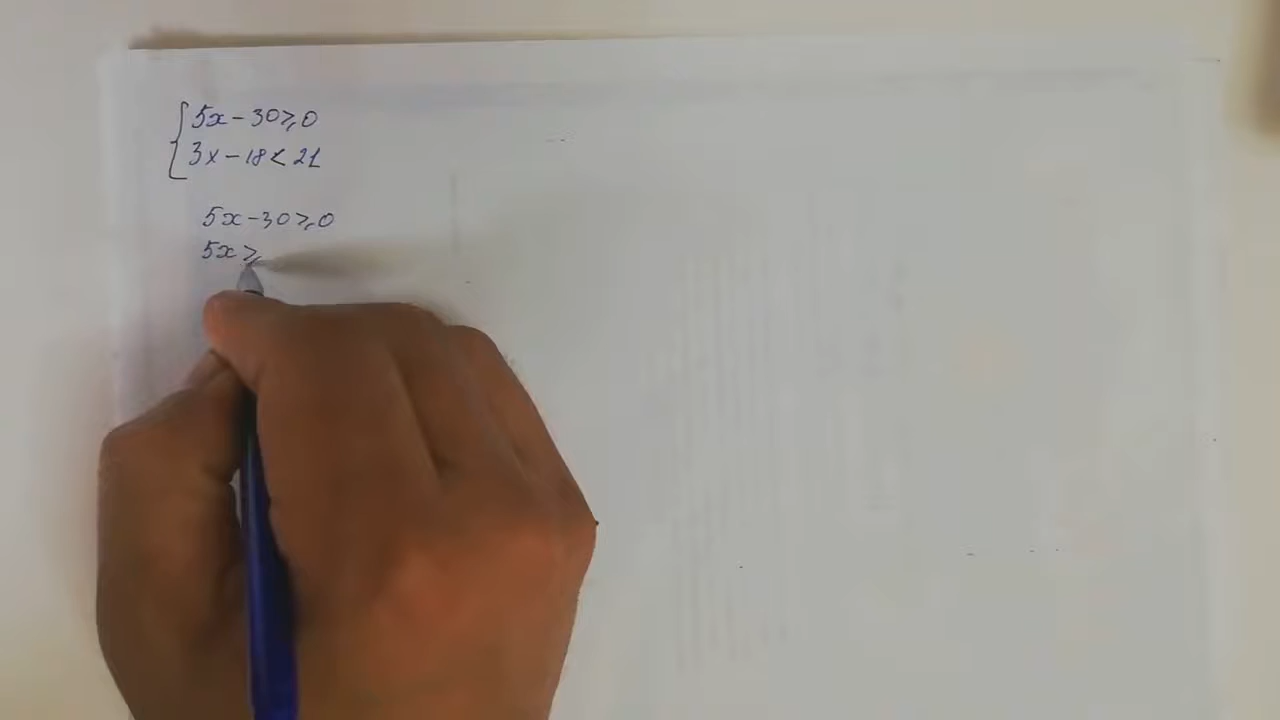 5x - 30 ⩾ 0
3x - 18 < 21
5x - 30 ⩾ 0
5x ⩾